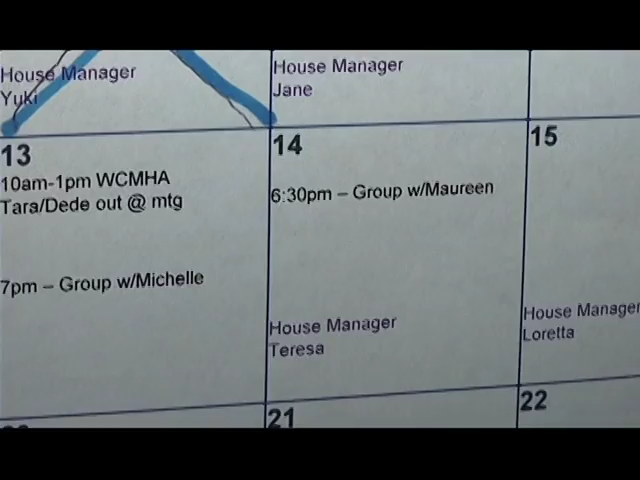 House Manager
Yuki
House Manager
Jane
13
10am-1pm WCMHA
Tara/Dede out @ mtg
7pm – Group w/Michelle
14
6:30pm – Group w/Maureen
House Manager
Teresa
15
House Manager
Loretta
21
22